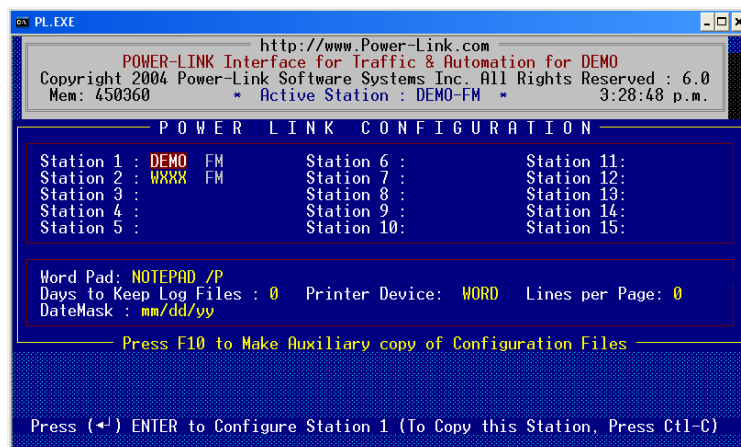 PL.EXE
http://www.Power-Link.com
POWER-LINK Interface for Traffic & Automation for DEMO
Copyright 2004 Power-Link Software Systems Inc. All Rights Reserved : 6.0
Mem: 450360 * Active Station : DEMO-FM * 3:28:48 p.m.
POWER LINK CONFIGURATION
Station 1 : DEMO FM Station 6 : Station 11:
Station 2 : WXXX FM Station 7 : Station 12:
Station 3 : Station 8 : Station 13:
Station 4 : Station 9 : Station 14:
Station 5 : Station 10: Station 15:
Word Pad: NOTEPAD /P
Days to Keep Log Files : 0 Printer Device: WORD Lines per Page: 0
DateMask : mm/dd/yy
Press F10 to Make Auxiliary copy of Configuration Files
Press (↵) ENTER to Configure Station 1 (To Copy this Station, Press Ctl-C)